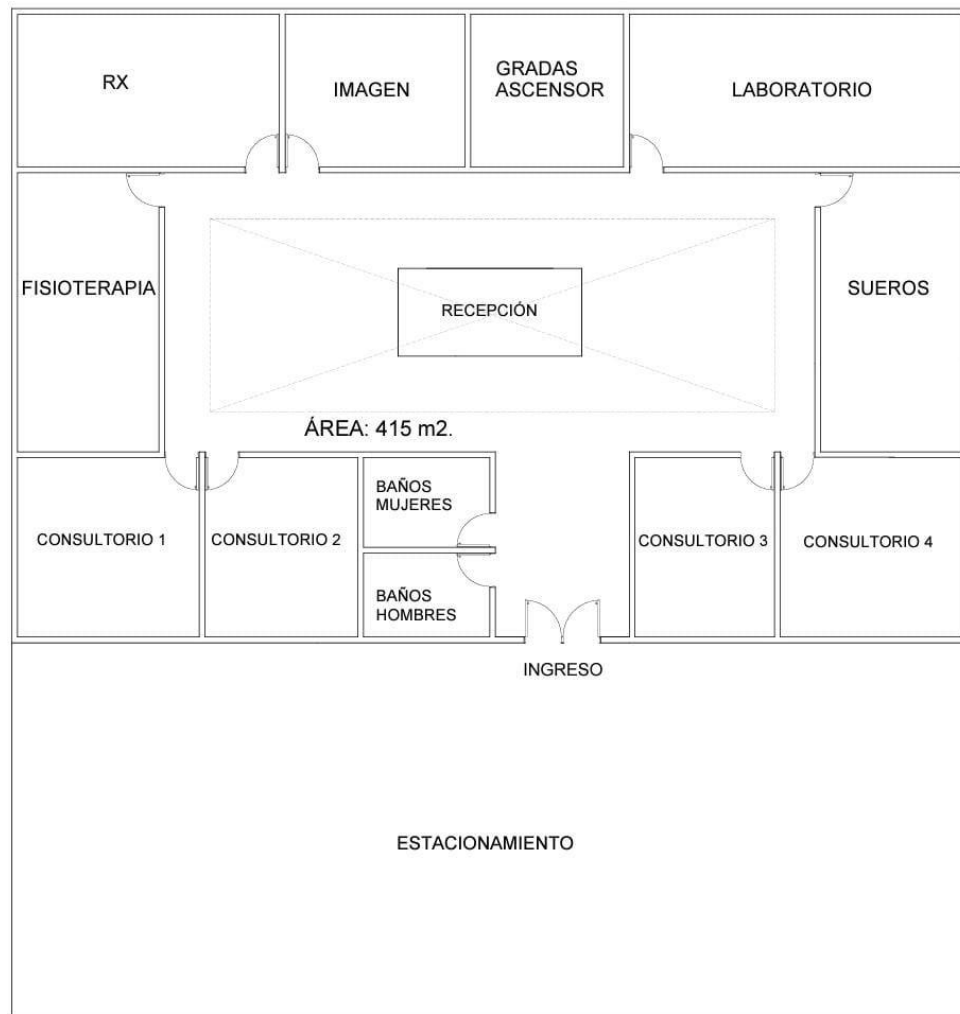 RX
IMAGEN
GRADAS
ASCENSOR
LABORATORIO
FISIOTERAPIA
RECEPCIÓN
SUEROS
ÁREA: 415 m2.
CONSULTORIO 1
CONSULTORIO 2
BAÑOS
MUJERES
BAÑOS
HOMBRES
CONSULTORIO 3
CONSULTORIO 4
INGRESO
ESTACIONAMIENTO